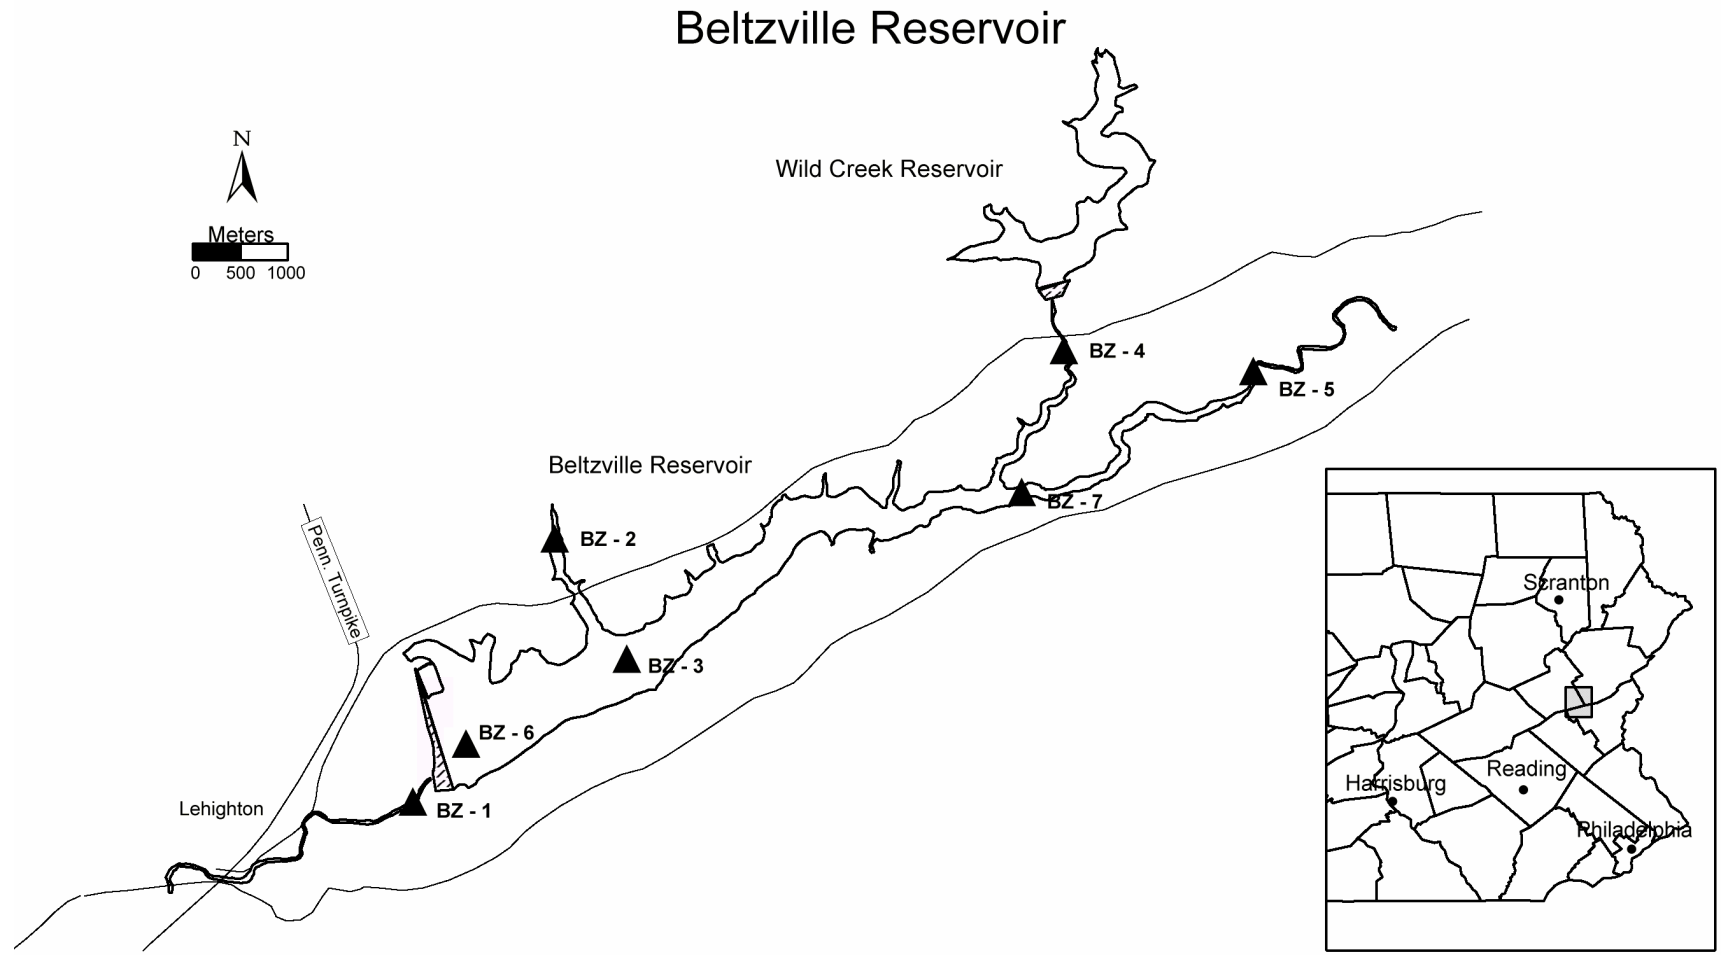 Beltzville Reservoir
N
Wild Creek Reservoir
Meters
0 500 1000
BZ - 4
BZ - 5
Beltzville Reservoir
BZ - 7
Penn. Turnpike
BZ - 2
Scranton
BZ - 3
BZ - 6
Reading
Harrisburg
Lehighton
BZ - 1
Philadelphia